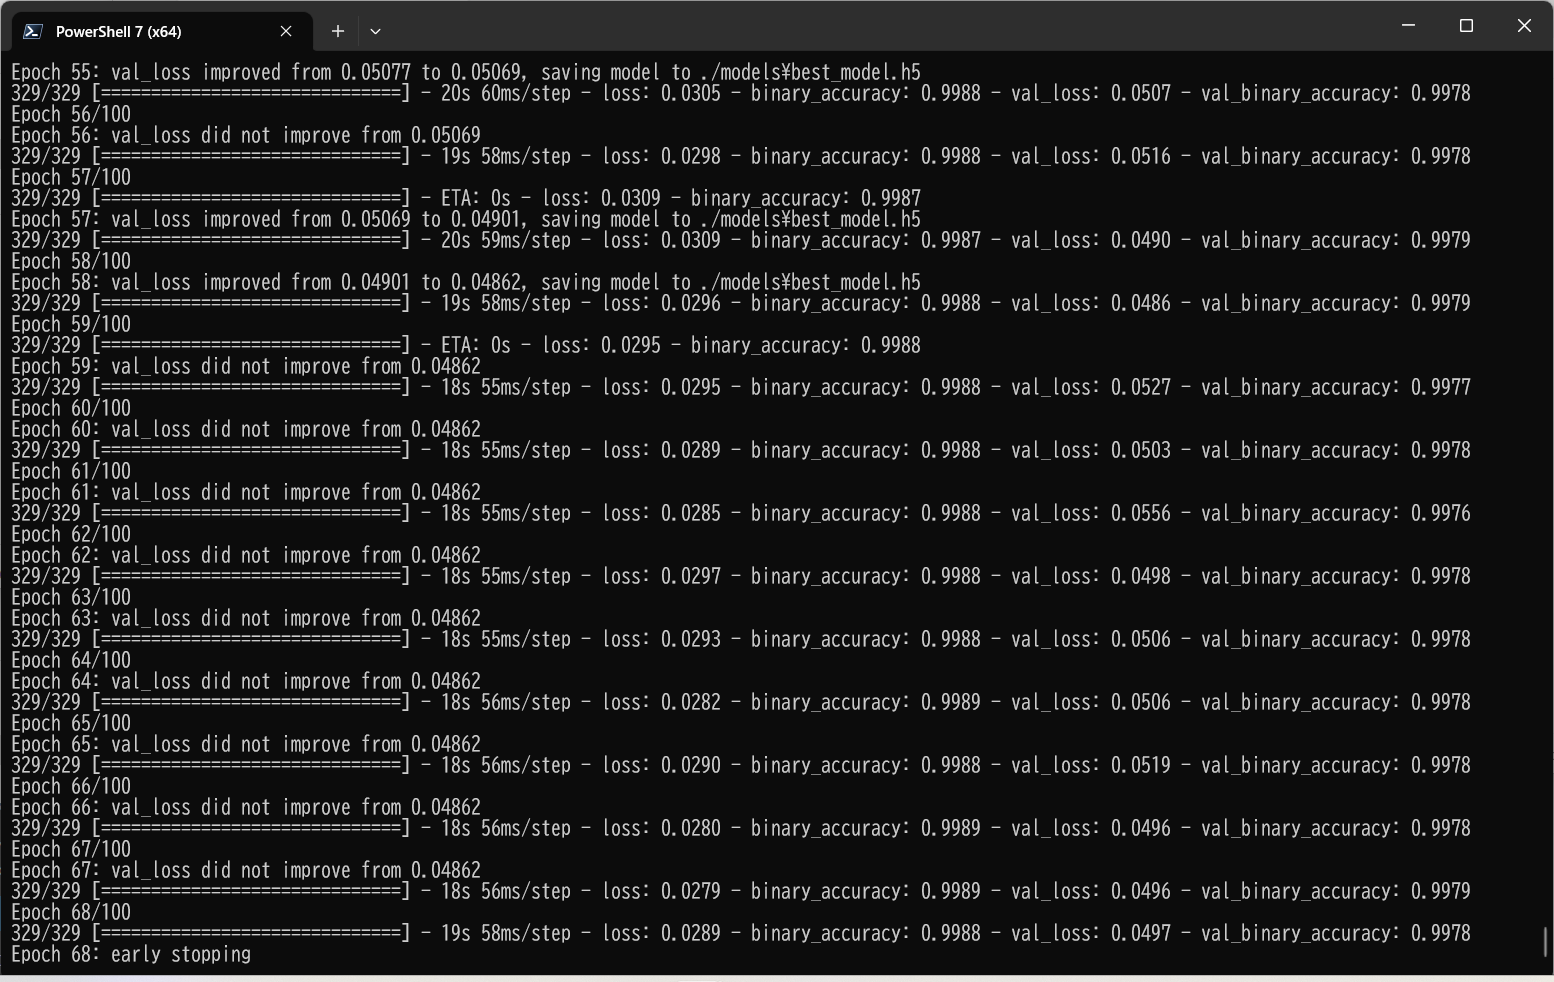 PowerShell 7 (x64)
Epoch 55: val_loss improved from 0.05077 to 0.05069, saving model to ./models¥best_model.h5
329/329 [==============================] - 20s 60ms/step - loss: 0.0305 - binary_accuracy: 0.9988 - val_loss: 0.0507 - val_binary_accuracy: 0.9978
Epoch 56/100
Epoch 56: val_loss did not improve from 0.05069
329/329 [==============================] - 19s 58ms/step - loss: 0.0298 - binary_accuracy: 0.9988 - val_loss: 0.0516 - val_binary_accuracy: 0.9978
Epoch 57/100
329/329 [==============================] - ETA: 0s - loss: 0.0309 - binary_accuracy: 0.9987
Epoch 57: val_loss improved from 0.05069 to 0.04901, saving model to ./models¥best_model.h5
329/329 [==============================] - 20s 59ms/step - loss: 0.0309 - binary_accuracy: 0.9987 - val_loss: 0.0490 - val_binary_accuracy: 0.9979
Epoch 58/100
Epoch 58: val_loss improved from 0.04901 to 0.04862, saving model to ./models¥best_model.h5
329/329 [==============================] - 19s 58ms/step - loss: 0.0296 - binary_accuracy: 0.9988 - val_loss: 0.0486 - val_binary_accuracy: 0.9979
Epoch 59/100
329/329 [==============================] - ETA: 0s - loss: 0.0295 - binary_accuracy: 0.9988
Epoch 59: val_loss did not improve from 0.04862
329/329 [==============================] - 18s 55ms/step - loss: 0.0295 - binary_accuracy: 0.9988 - val_loss: 0.0527 - val_binary_accuracy: 0.9977
Epoch 60/100
Epoch 60: val_loss did not improve from 0.04862
329/329 [==============================] - 18s 55ms/step - loss: 0.0289 - binary_accuracy: 0.9988 - val_loss: 0.0503 - val_binary_accuracy: 0.9978
Epoch 61/100
Epoch 61: val_loss did not improve from 0.04862
329/329 [==============================] - 18s 55ms/step - loss: 0.0285 - binary_accuracy: 0.9988 - val_loss: 0.0556 - val_binary_accuracy: 0.9976
Epoch 62/100
Epoch 62: val_loss did not improve from 0.04862
329/329 [==============================] - 18s 55ms/step - loss: 0.0297 - binary_accuracy: 0.9988 - val_loss: 0.0498 - val_binary_accuracy: 0.9978
Epoch 63/100
Epoch 63: val_loss did not improve from 0.04862
329/329 [==============================] - 18s 55ms/step - loss: 0.0293 - binary_accuracy: 0.9988 - val_loss: 0.0506 - val_binary_accuracy: 0.9978
Epoch 64/100
Epoch 64: val_loss did not improve from 0.04862
329/329 [==============================] - 18s 56ms/step - loss: 0.0282 - binary_accuracy: 0.9989 - val_loss: 0.0506 - val_binary_accuracy: 0.9978
Epoch 65/100
Epoch 65: val_loss did not improve from 0.04862
329/329 [==============================] - 18s 56ms/step - loss: 0.0290 - binary_accuracy: 0.9988 - val_loss: 0.0519 - val_binary_accuracy: 0.9978
Epoch 66/100
Epoch 66: val_loss did not improve from 0.04862
329/329 [==============================] - 18s 56ms/step - loss: 0.0280 - binary_accuracy: 0.9989 - val_loss: 0.0496 - val_binary_accuracy: 0.9978
Epoch 67/100
Epoch 67: val_loss did not improve from 0.04862
329/329 [==============================] - 18s 56ms/step - loss: 0.0279 - binary_accuracy: 0.9989 - val_loss: 0.0496 - val_binary_accuracy: 0.9979
Epoch 68/100
329/329 [==============================] - 19s 58ms/step - loss: 0.0289 - binary_accuracy: 0.9988 - val_loss: 0.0497 - val_binary_accuracy: 0.9978
Epoch 68: early stopping